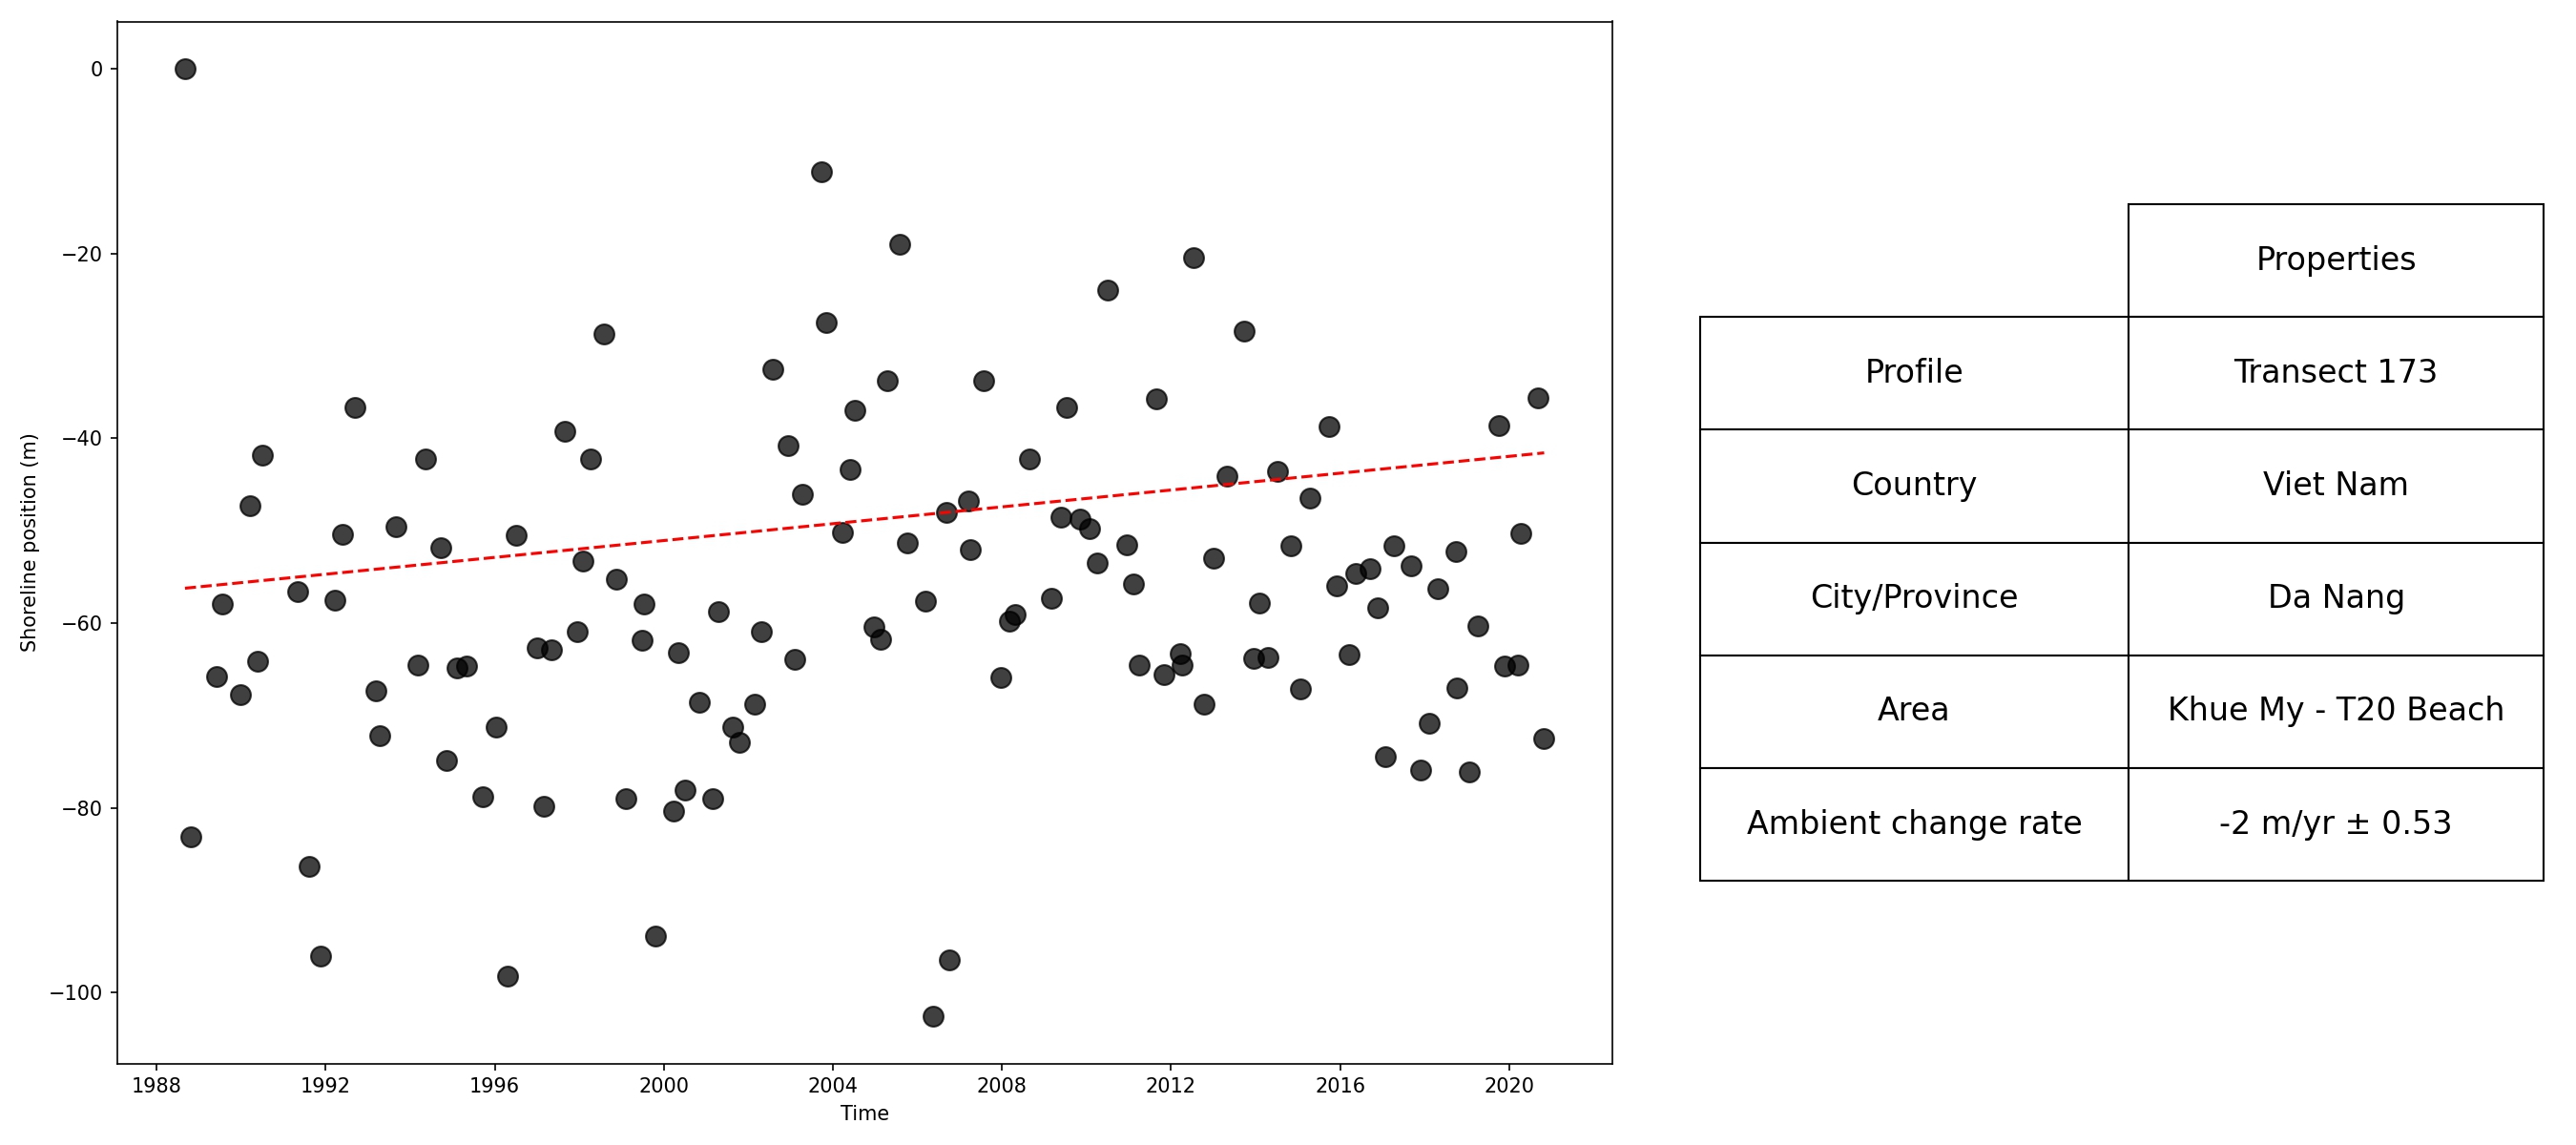 0
−20
−40
−60
−80
−100
Shoreline position (m)
1988 1992 1996 2000 2004 2008 2012 2016 2020
Time
Properties
Profile Transect 173
Country Viet Nam
City/Province Da Nang
Area Khue My - T20 Beach
Ambient change rate -2 m/yr ± 0.53